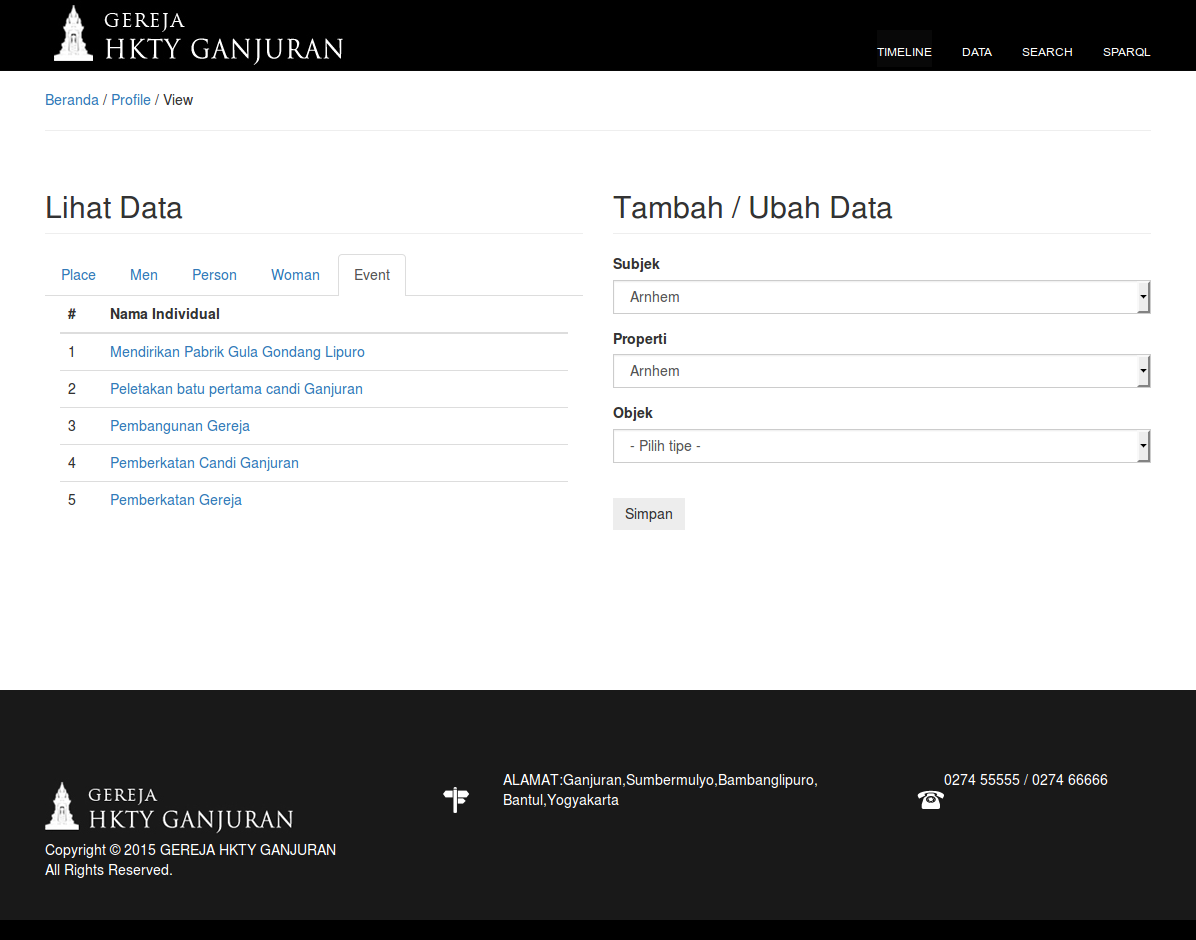 GEREJA
HKTY GANJURAN
TIMELINE DATA SEARCH SPARQL
Beranda / Profile / View
Lihat Data
Place Men Person Woman Event
# Nama Individual
1 Mendirikan Pabrik Gula Gondang Lipuro
2 Peletakan batu pertama candi Ganjuran
3 Pembangunan Gereja
4 Pemberkatan Candi Ganjuran
5 Pemberkatan Gereja
Tambah / Ubah Data
Subjek
Arnhem
Properti
Arnhem
Objek
- Pilih tipe -
Simpan
GEREJA
HKTY GANJURAN
Copyright © 2015 GEREJA HKTY GANJURAN
All Rights Reserved.
ALAMAT:Ganjuran,Sumbermulyo,Bambanglipuro,
Bantul,Yogyakarta
0274 55555 / 0274 66666